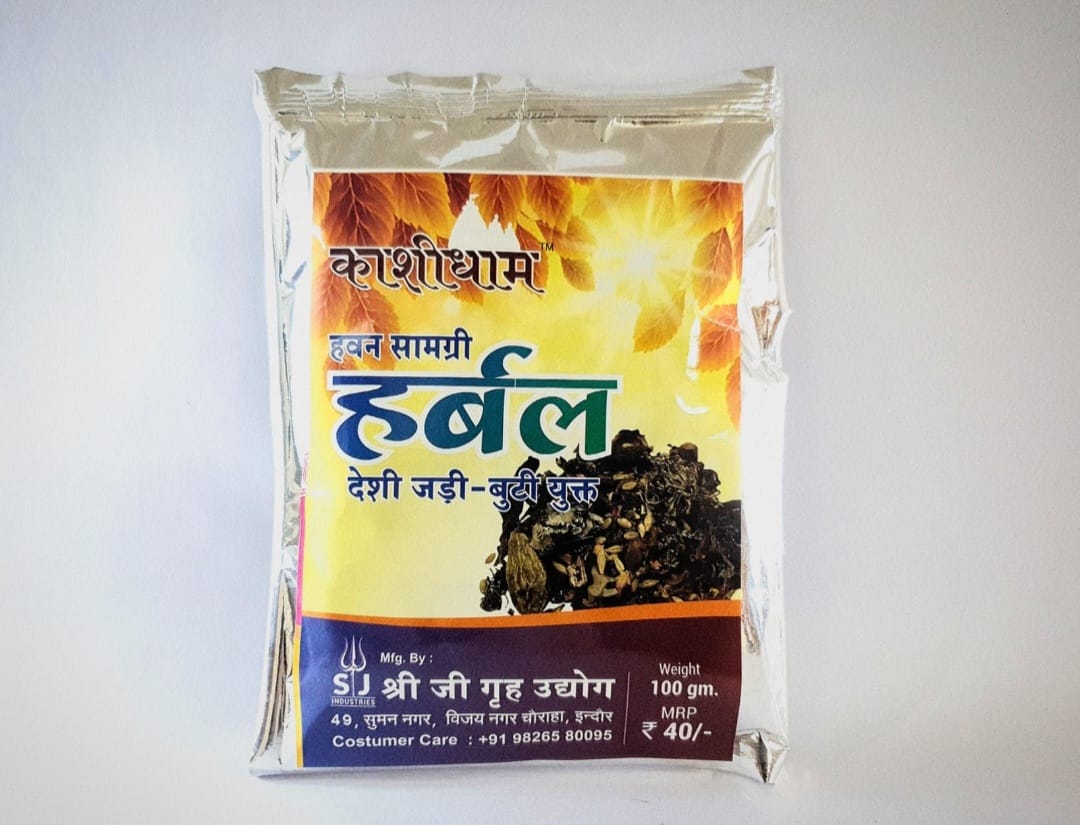 काशीधाम™
हवन सामग्री
हर्बल
देशी जड़ी-बुटी युक्त
Mfg. By :
SJ
INDUSTRIES
श्री जी गृह उद्योग
49, सुमन नगर, विजय नगर चौराहा, इन्दौर
Costumer Care : +91 98265 80095
Weight
100 gm.
MRP
₹ 40/-